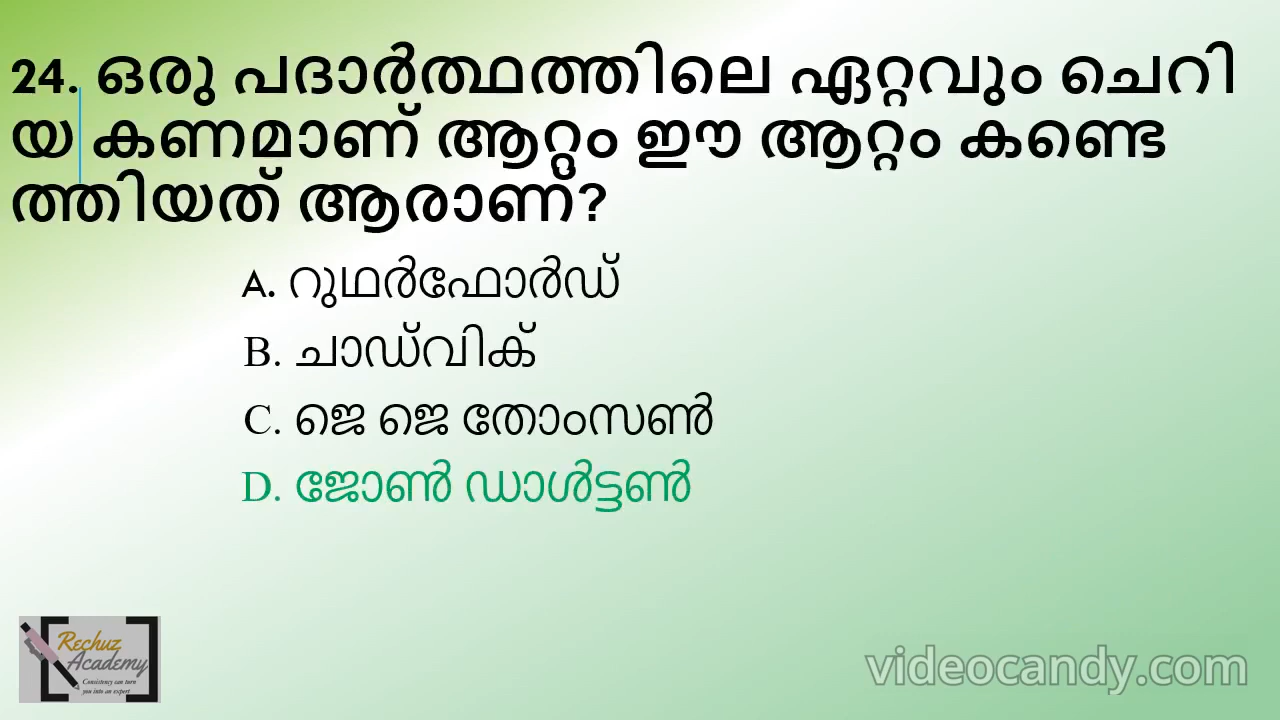 24. ഒരു പദാർത്ഥത്തിലെ ഏറ്റവും ചെറി
യ കണമാണ് ആറ്റം ഈ ആറ്റം കണ്ടെ
ത്തിയത് ആരാണ്?
A. റുഥർഫോർഡ്
B. ചാഡ്‌വിക്
C. ജെ ജെ തോംസൺ
D. ജോൺ ഡാൾട്ടൺ
Rechuz
Academy
Consistency can turn
you into an expert
videocandy.com